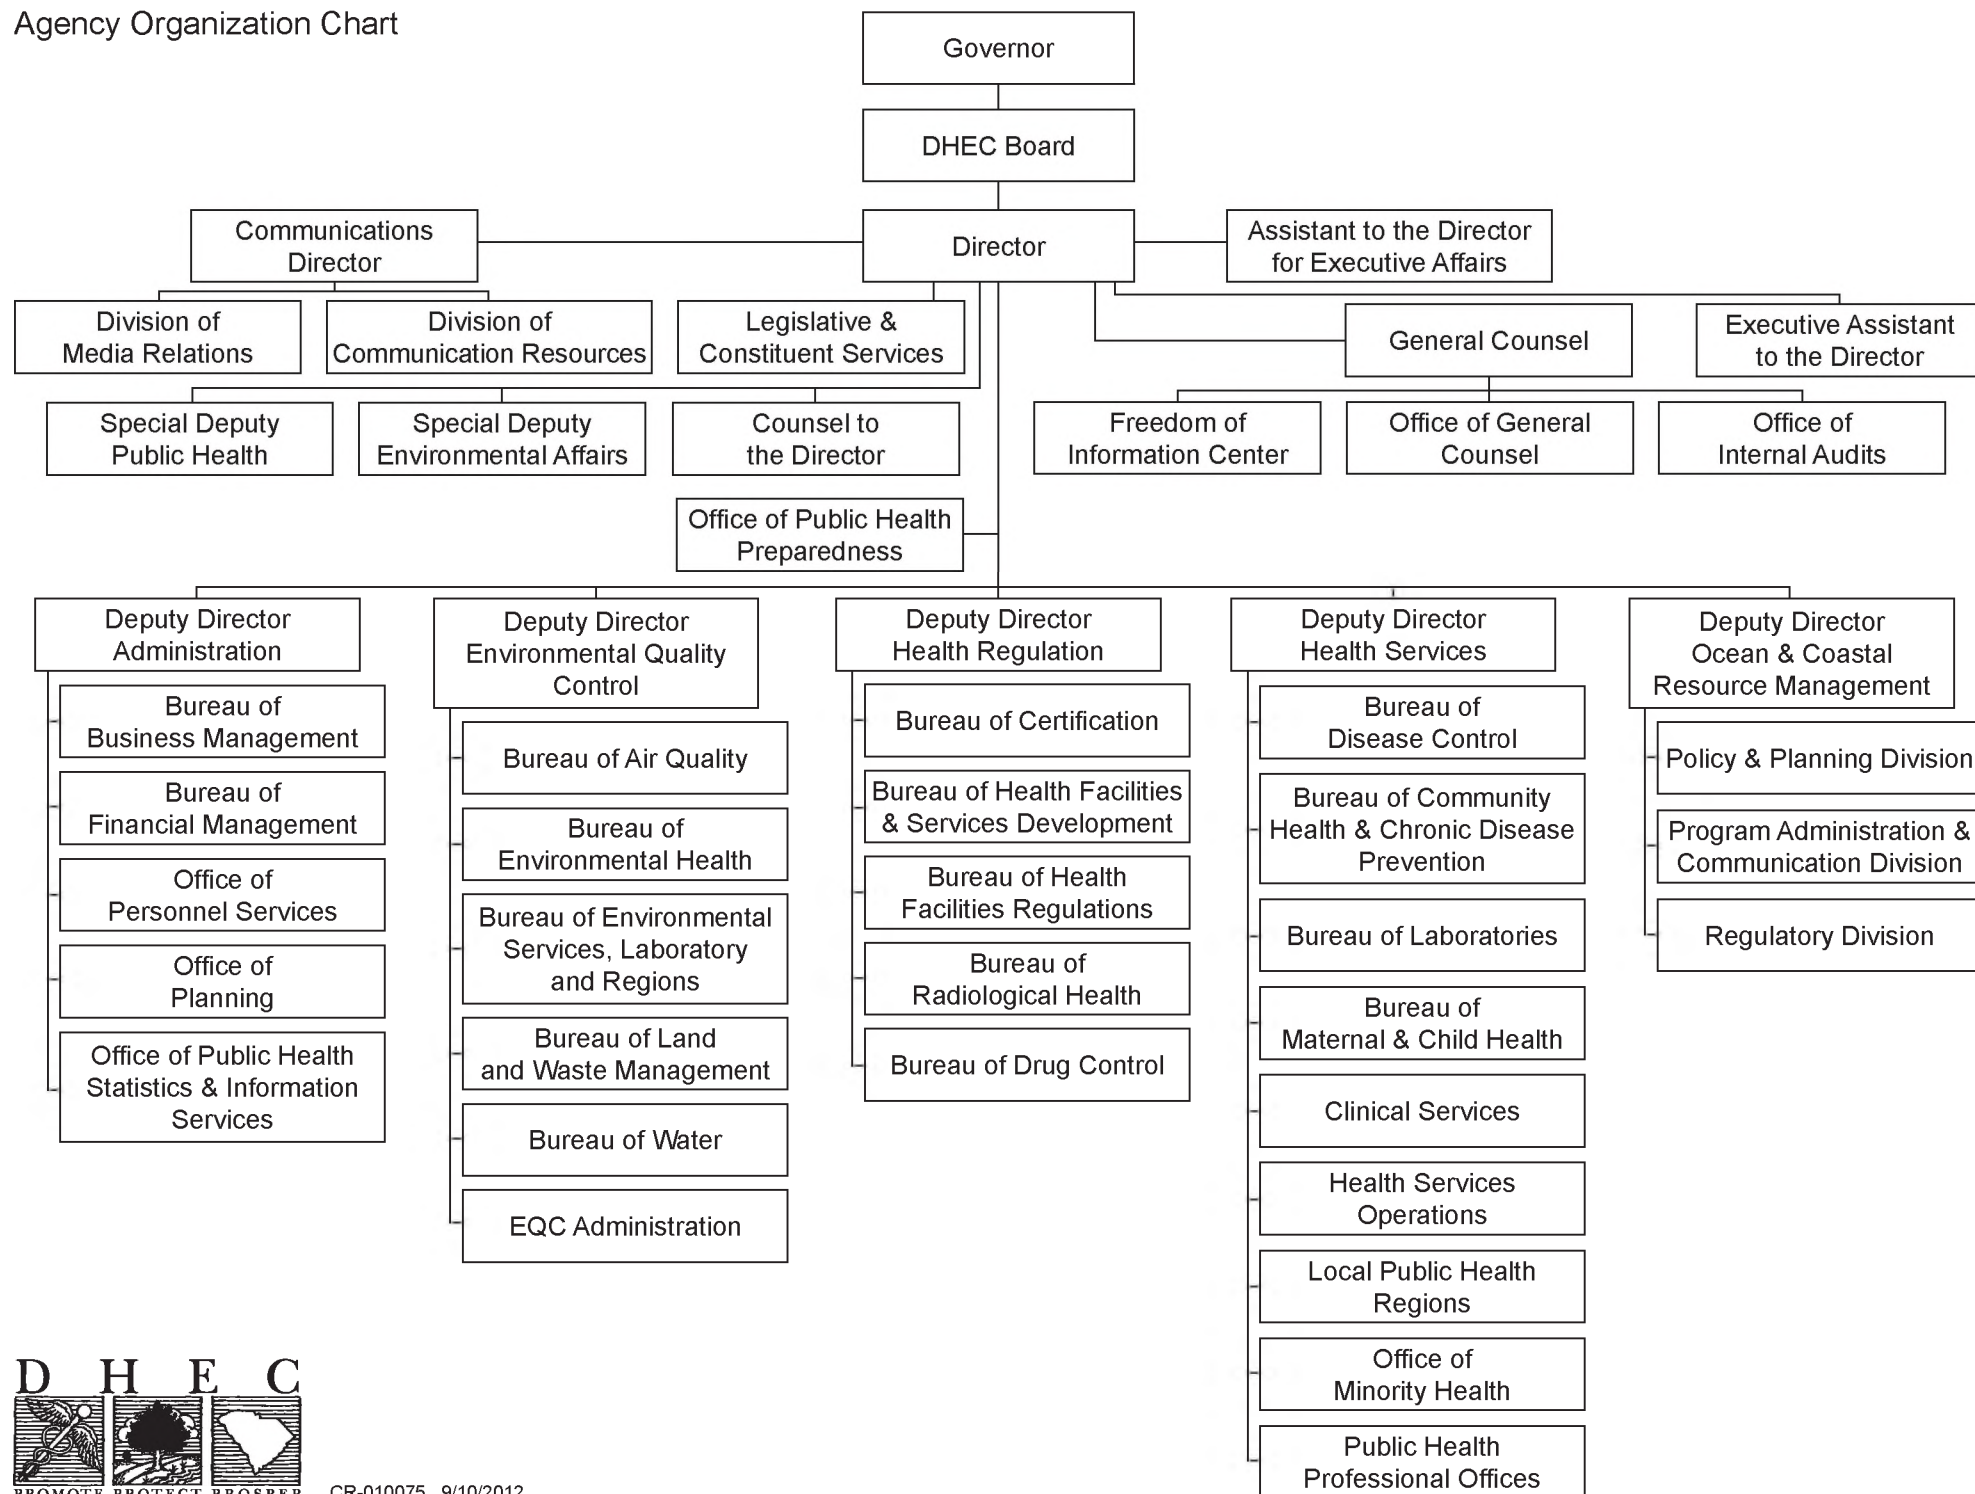 Agency Organization Chart
Governor
DHEC Board
Communications
Director
Director
Assistant to the Director
for Executive Affairs
Division of
Media Relations
Division of
Communication Resources
Legislative &
Constituent Services
General Counsel
Executive Assistant
to the Director
Special Deputy
Public Health
Special Deputy
Environmental Affairs
Counsel to
the Director
Freedom of
Information Center
Office of General
Counsel
Office of
Internal Audits
Office of Public Health
Preparedness
Deputy Director
Administration
Bureau of
Business Management
Bureau of
Financial Management
Office of
Personnel Services
Office of
Planning
Office of Public Health
Statistics & Information
Services
Deputy Director
Environmental Quality
Control
Bureau of Air Quality
Bureau of
Environmental Health
Bureau of Environmental
Services, Laboratory
and Regions
Bureau of Land
and Waste Management
Bureau of Water
EQC Administration
Deputy Director
Health Regulation
Bureau of Certification
Bureau of Health Facilities
& Services Development
Bureau of Health
Facilities Regulations
Bureau of
Radiological Health
Bureau of Drug Control
Deputy Director
Health Services
Bureau of
Disease Control
Bureau of Community
Health & Chronic Disease
Prevention
Bureau of Laboratories
Bureau of
Maternal & Child Health
Clinical Services
Health Services
Operations
Local Public Health
Regions
Office of
Minority Health
Public Health
Professional Offices
Deputy Director
Ocean & Coastal
Resource Management
Policy & Planning Division
Program Administration &
Communication Division
Regulatory Division
D H E C
PROMOTE PROTECT PROSPER
CR-010075 9/10/2012